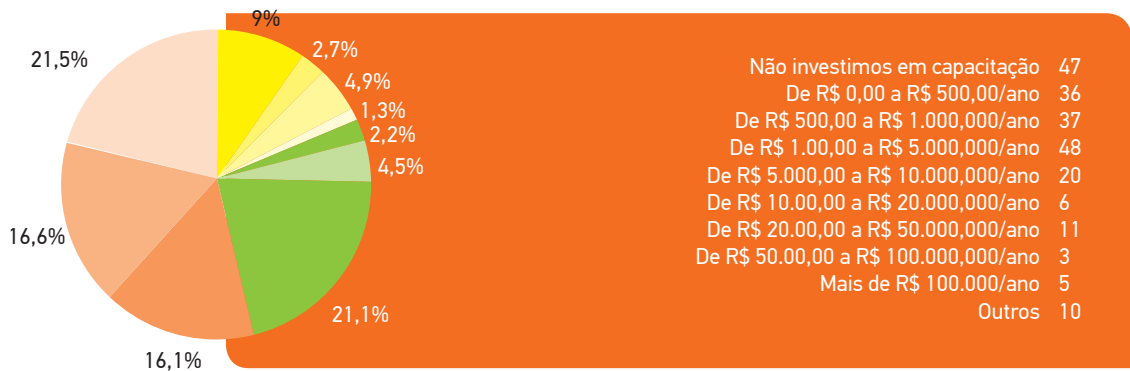 9%
2,7%
4,9%
1,3%
2,2%
4,5%
21,1%
16,1%
16,6%
21,5%
Não investimos em capacitação 47
De R$ 0,00 a R$ 500,00/ano 36
De R$ 500,00 a R$ 1.000,000/ano 37
De R$ 1.00,00 a R$ 5.000,000/ano 48
De R$ 5.000,00 a R$ 10.000,000/ano 20
De R$ 10.00,00 a R$ 20.000,000/ano 6
De R$ 20.00,00 a R$ 50.000,000/ano 11
De R$ 50.00,00 a R$ 100.000,000/ano 3
Mais de R$ 100.000/ano 5
Outros 10